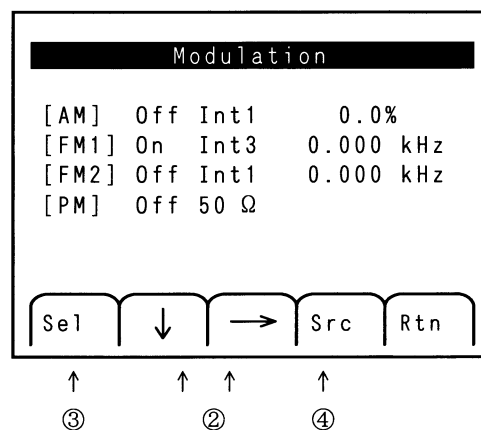 Modulation
[AM] Off Int1 0.0%
[FM1] On Int3 0.000 kHz
[FM2] Off Int1 0.000 kHz
[PM] Off 50 Ω
Sel ↓ → Src Rtn
↑ ↑ ↑ ↑
③ ② ④